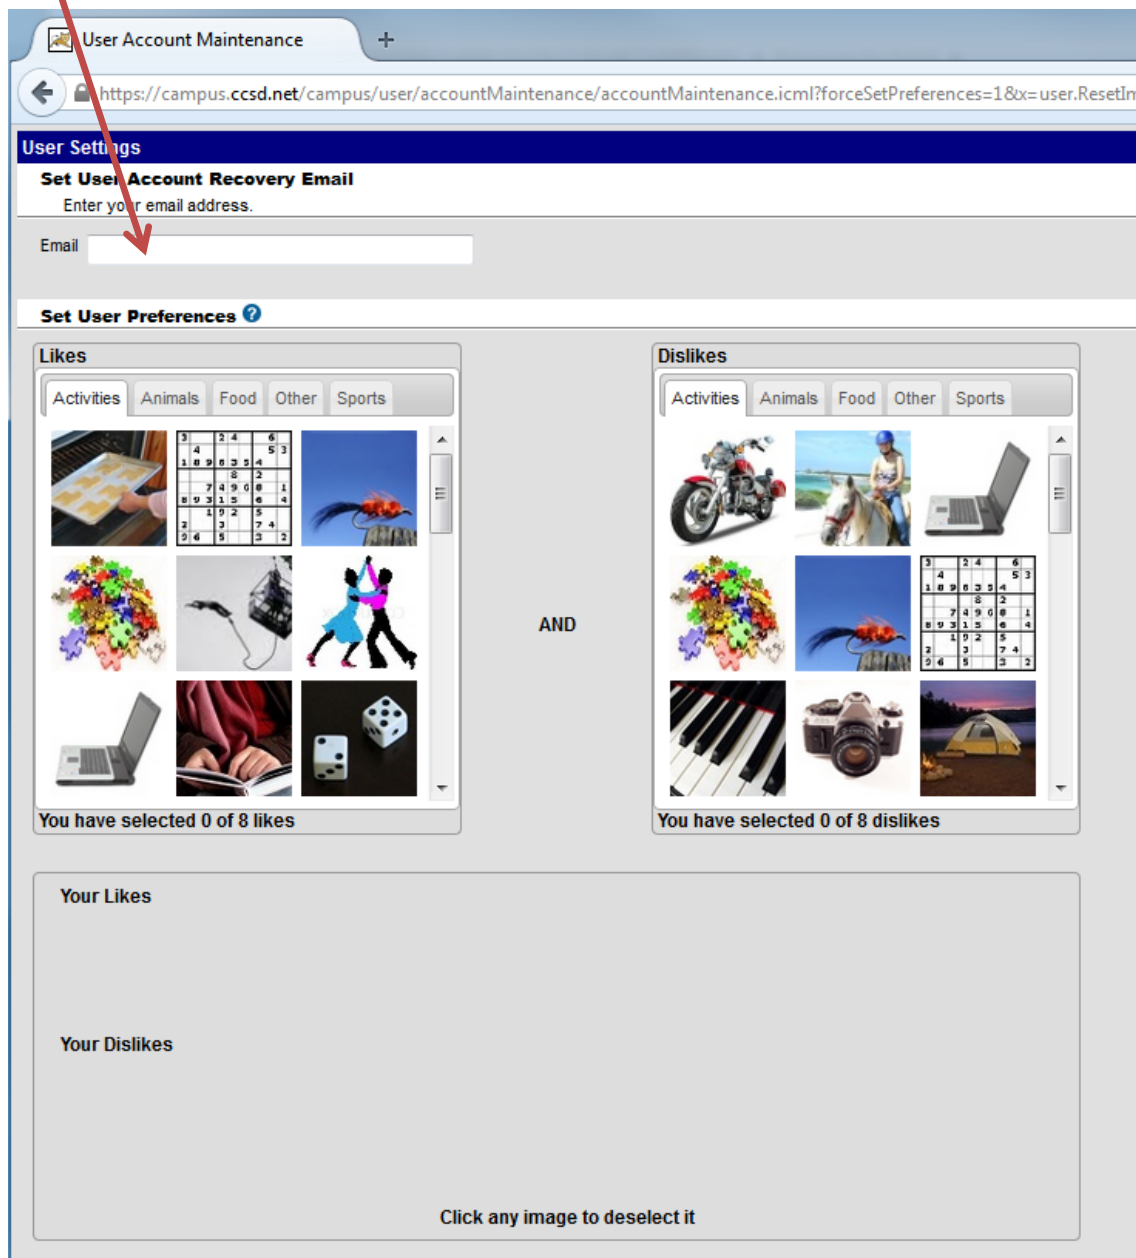 User Account Maintenance
https://campus.ccsd.net/campus/user/accountMaintenance/accountMaintenance.icml?forceSetPreferences=1&x=user.ResetIm
User Settings
Set User Account Recovery Email
Enter your email address.
Email
Set User Preferences
Likes
Activities Animals Food Other Sports
You have selected 0 of 8 likes
AND
Dislikes
Activities Animals Food Other Sports
You have selected 0 of 8 dislikes
Your Likes
Your Dislikes
Click any image to deselect it